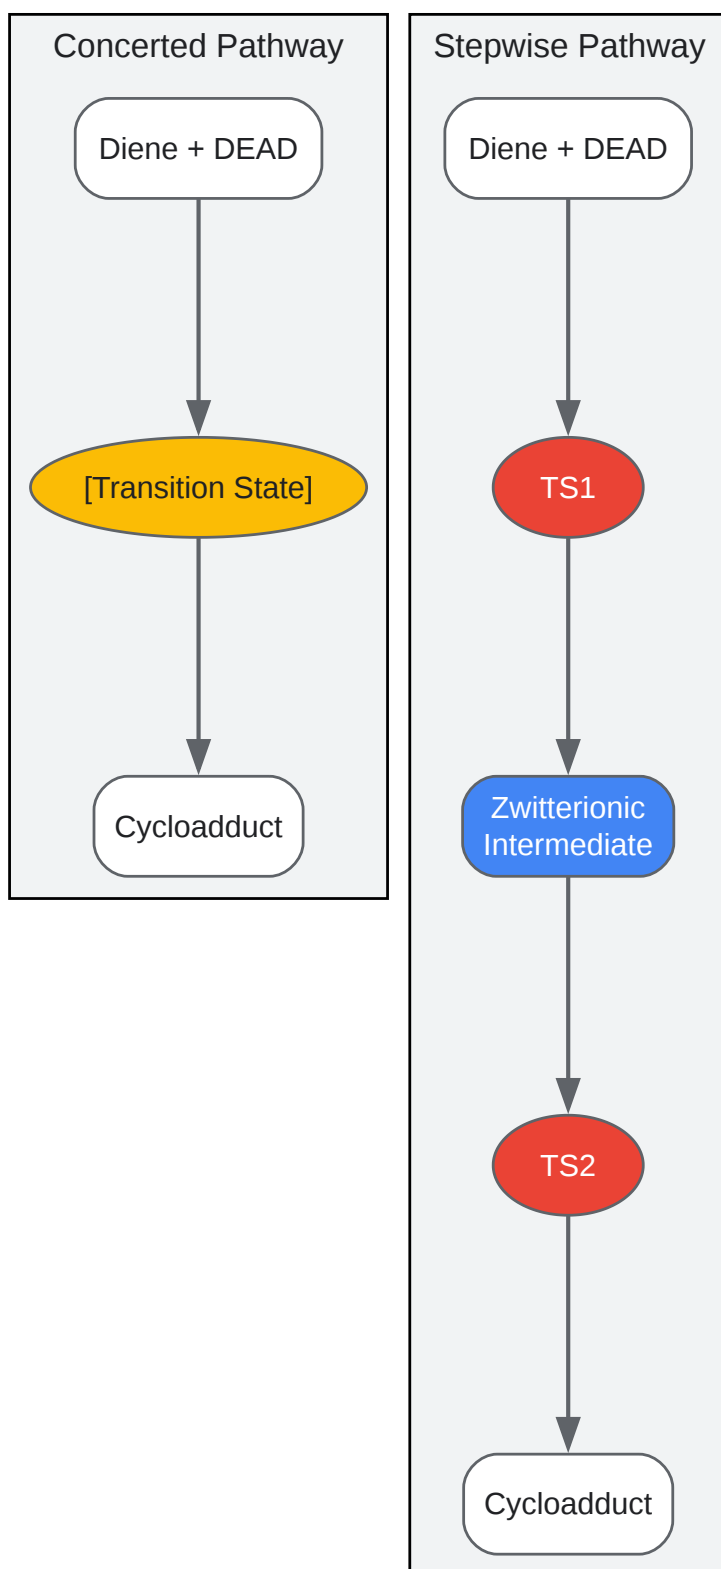 Concerted Pathway
Diene + DEAD
[Transition State]
Cycloadduct
Stepwise Pathway
Diene + DEAD
TS1
Zwitterionic
Intermediate
TS2
Cycloadduct